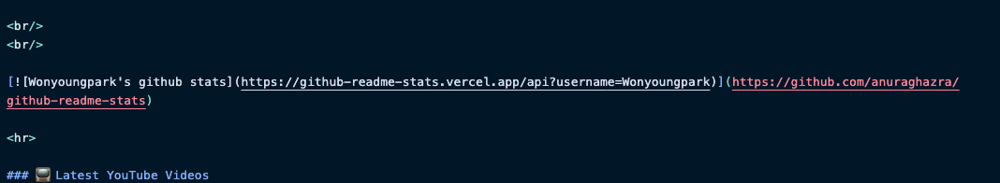 <br/>
<br/>
[![Wonyoungpark's github stats](https://github-readme-stats.vercel.app/api?username=Wonyoungpark)](https://github.com/anuraghazra/
github-readme-stats)
<hr>
### 📺 Latest YouTube Videos